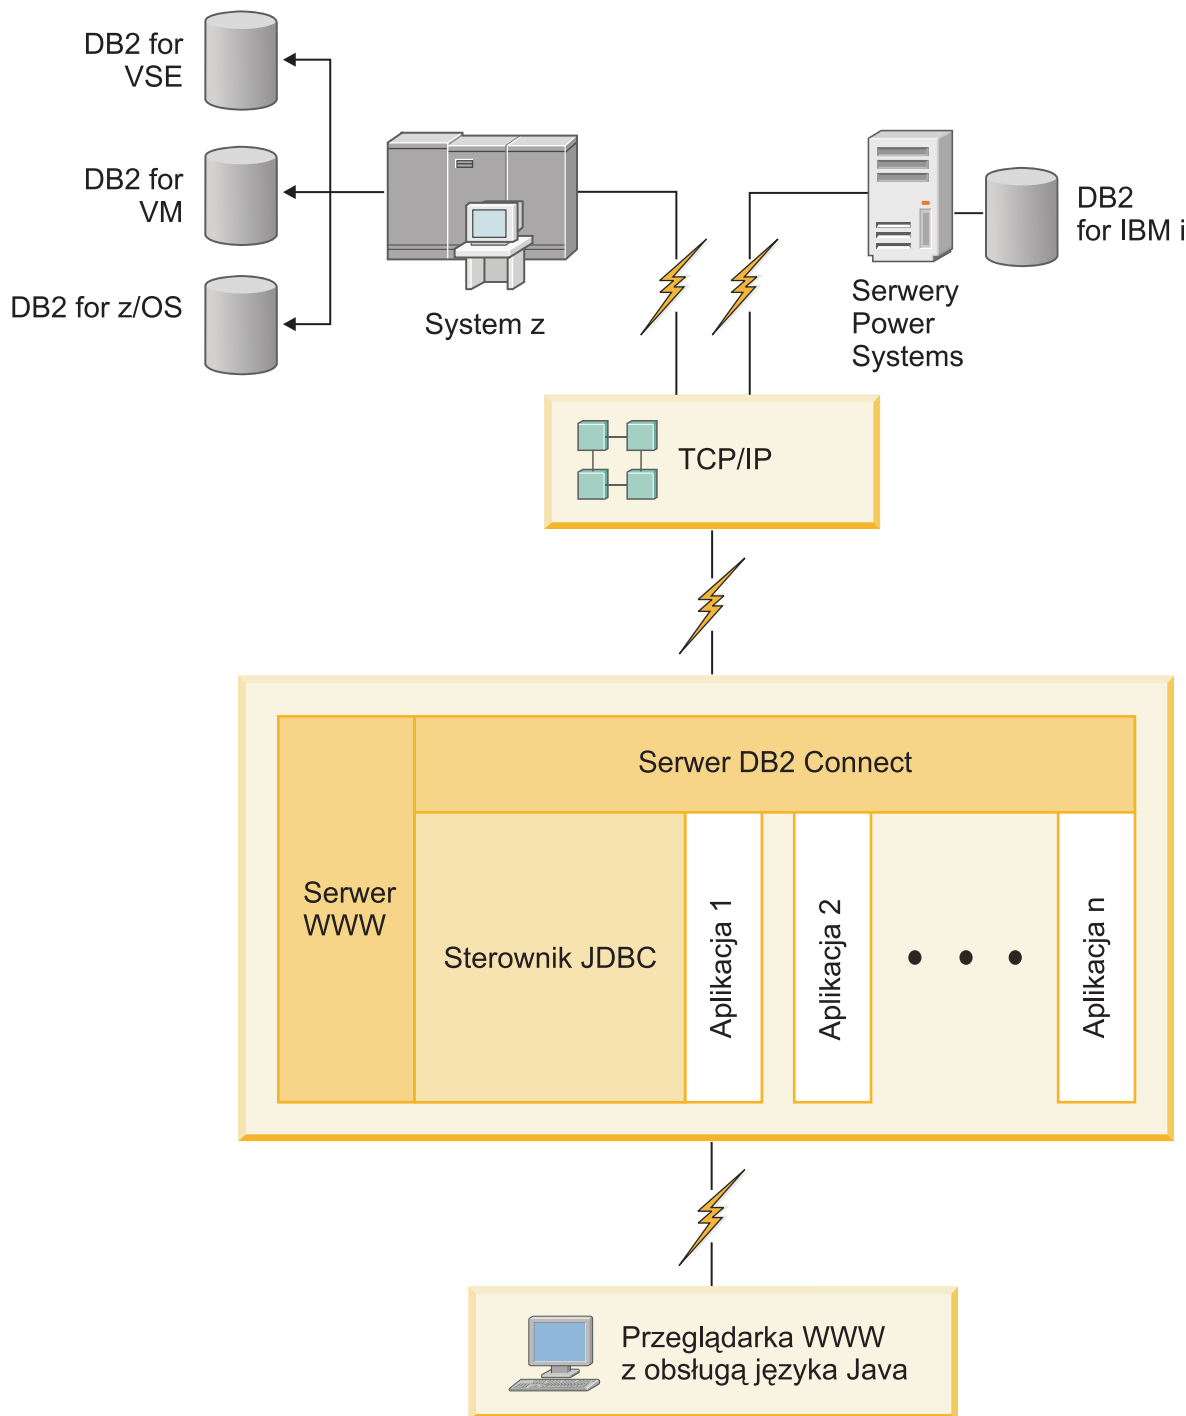 DB2 for
VSE
DB2 for
VM
DB2 for z/OS
System z
Serwery
Power
Systems
DB2
for IBM i
TCP/IP
Serwer DB2 Connect
Serwer
WWW
Sterownik JDBC
Aplikacja 1
Aplikacja 2
Aplikacja n
Przeglądarka WWW
z obsługą języka Java